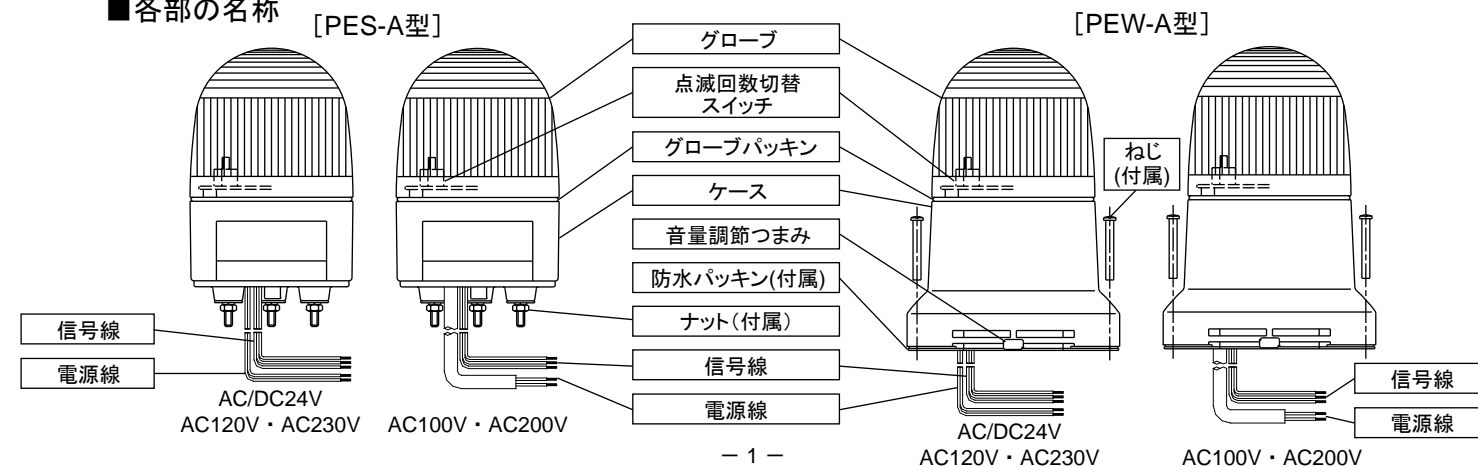 ■各部の名称
[PES-A型]
[PEW-A型]
グローブ
点滅回数切替
スイッチ
グローブパッキン
ケース
音量調節つまみ
防水パッキン(付属)
ナット(付属)
信号線
電源線
ねじ
(付属)
信号線
電源線
AC/DC24V
AC120V・AC230V
AC100V・AC200V
AC/DC24V
AC120V・AC230V
AC100V・AC200V
信号線
電源線
－ 1 －